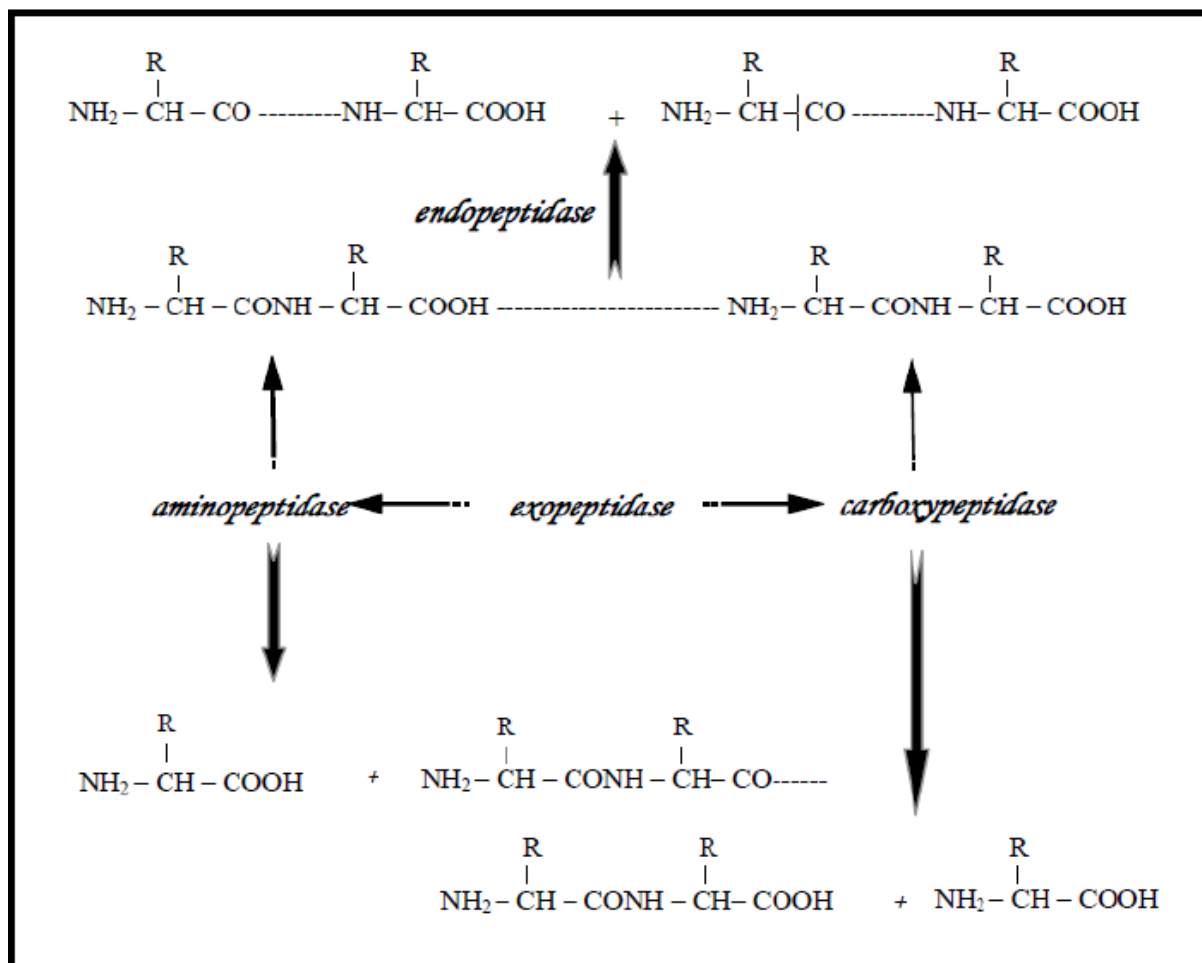 R R R R
NH₂– CH – CO ---------NH– CH– COOH + NH₂– CH –|CO ---------NH– CH– COOH
endopeptidase
R R R R
NH₂– CH – CONH – CH – COOH ------------------------ NH₂– CH – CONH – CH – COOH
aminopeptidase exopeptidase carboxypeptidase
R R R
NH₂– CH – COOH + NH₂– CH – CONH – CH – CO------
R R R
NH₂– CH – CONH – CH – COOH + NH₂– CH – COOH